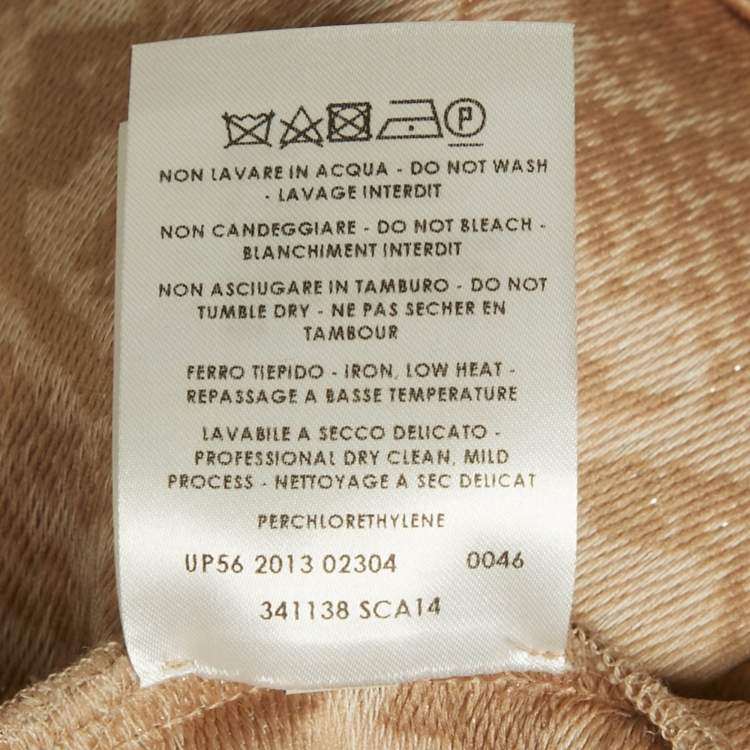 P
NON LAVARE IN ACQUA - DO NOT WASH
- LAVAGE INTERDIT
NON CANDEGGIARE - DO NOT BLEACH -
BLANCHIMENT INTERDIT
NON ASCIUGARE IN TAMBURO - DO NOT
TUMBLE DRY - NE PAS SECHER EN
TAMBOUR
FERRO TIEPIDO - IRON, LOW HEAT -
REPASSAGE A BASSE TEMPERATURE
LAVABILE A SECCO DELICATO -
PROFESSIONAL DRY CLEAN, MILD
PROCESS - NETTOYAGE A SEC DELICAT
PERCHLORETHYLENE
UP56 2013 02304 0046
341138 SCA14